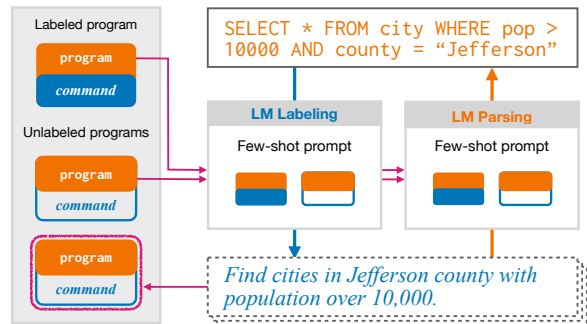 Labeled program
program
command
Unlabeled programs
program
command
program
command
SELECT * FROM city WHERE pop >
10000 AND county = “Jefferson”
LM Labeling
Few-shot prompt
LM Parsing
Few-shot prompt
Find cities in Jefferson county with
population over 10,000.